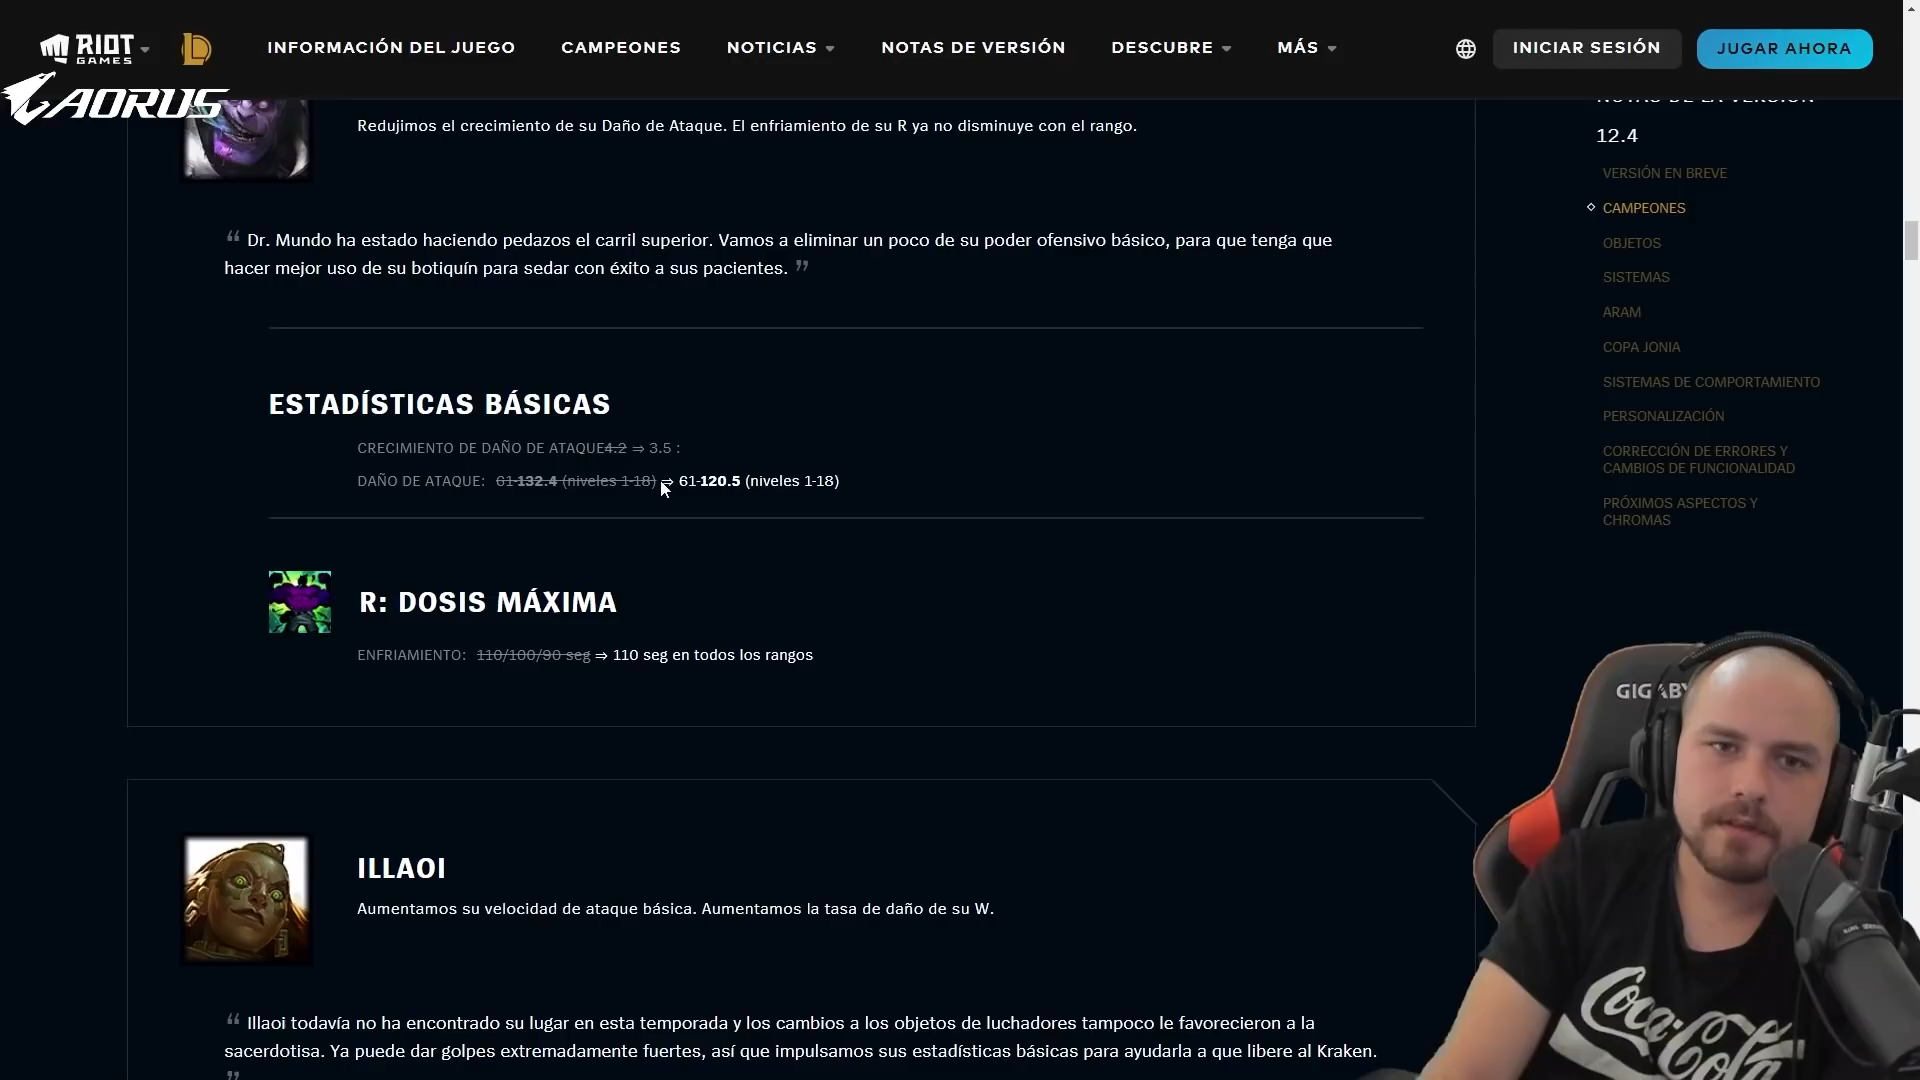 RIOT GAMES
INFORMACIÓN DEL JUEGO
CAMPEONES
NOTICIAS
NOTAS DE VERSIÓN
DESCUBRE
MÁS
INICIAR SESIÓN
JUGAR AHORA
AORUS
Redujimos el crecimiento de su Daño de Ataque. El enfriamiento de su R ya no disminuye con el rango.
“ Dr. Mundo ha estado haciendo pedazos el carril superior. Vamos a eliminar un poco de su poder ofensivo básico, para que tenga que
hacer mejor uso de su botiquín para sedar con éxito a sus pacientes. ”
ESTADÍSTICAS BÁSICAS
CRECIMIENTO DE DAÑO DE ATAQUE4.2 ⇒ 3.5 :
DAÑO DE ATAQUE: 61-132.4 (niveles 1-18) ⇒ 61-120.5 (niveles 1-18)
R: DOSIS MÁXIMA
ENFRIAMIENTO: 110/100/90 seg ⇒ 110 seg en todos los rangos
ILLAOI
Aumentamos su velocidad de ataque básica. Aumentamos la tasa de daño de su W.
“ Illaoi todavía no ha encontrado su lugar en esta temporada y los cambios a los objetos de luchadores tampoco le favorecieron a la
sacerdotisa. Ya puede dar golpes extremadamente fuertes, así que impulsamos sus estadísticas básicas para ayudarla a que libere al Kraken.
”
NOTAS DE LA VERSIÓN
12.4
VERSIÓN EN BREVE
CAMPEONES
OBJETOS
SISTEMAS
ARAM
COPA JONIA
SISTEMAS DE COMPORTAMIENTO
PERSONALIZACIÓN
CORRECCIÓN DE ERRORES Y
CAMBIOS DE FUNCIONALIDAD
PRÓXIMOS ASPECTOS Y
CHROMAS
Coca-Cola